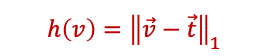 h(v) = ‖v⃗ − t⃗‖₁